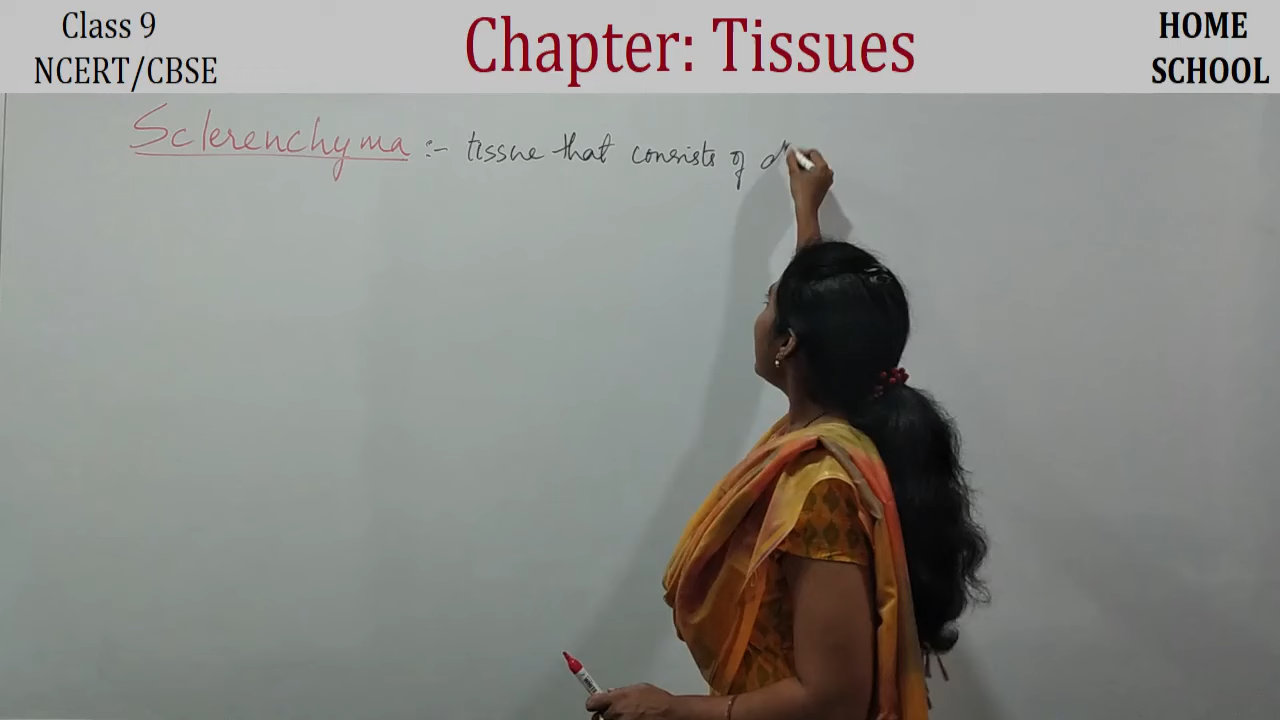 Class 9
NCERT/CBSE
Chapter: Tissues
HOME
SCHOOL
Sclerenchyma :- tissue that consists of